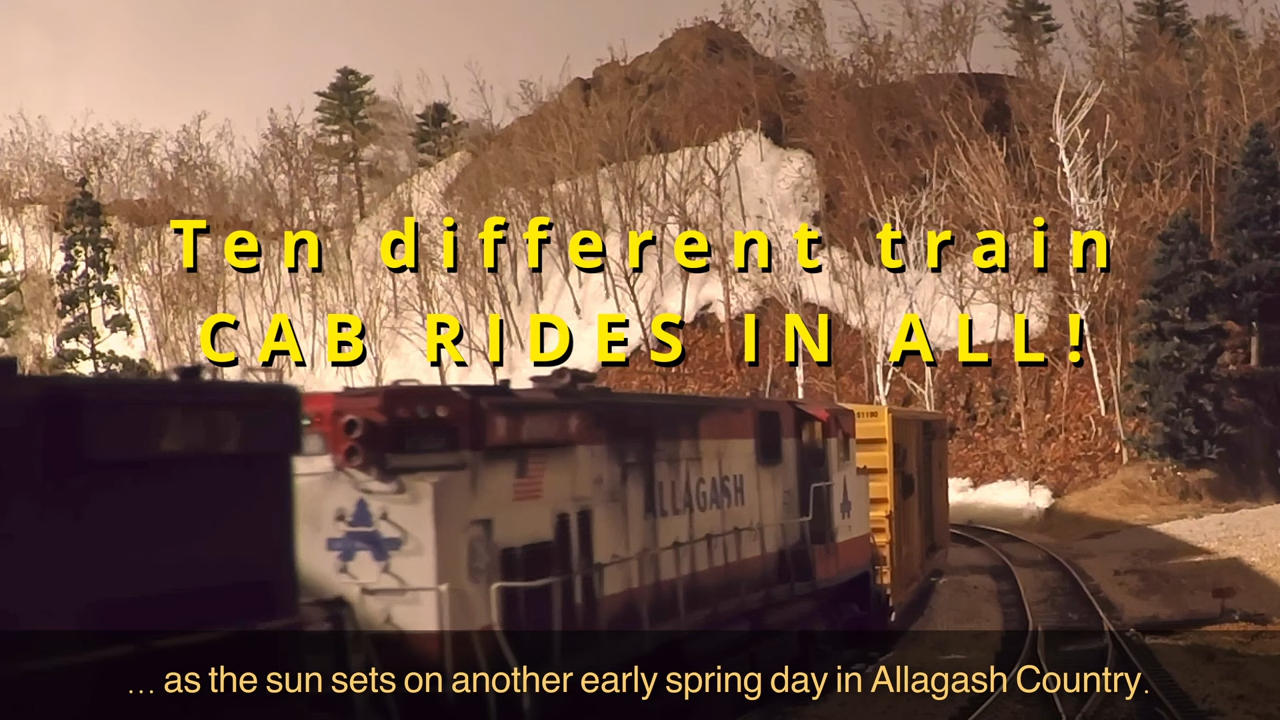 Ten different train
CAB RIDES IN ALL!
51190
ALLAGASH
... as the sun sets on another early spring day in Allagash Country.